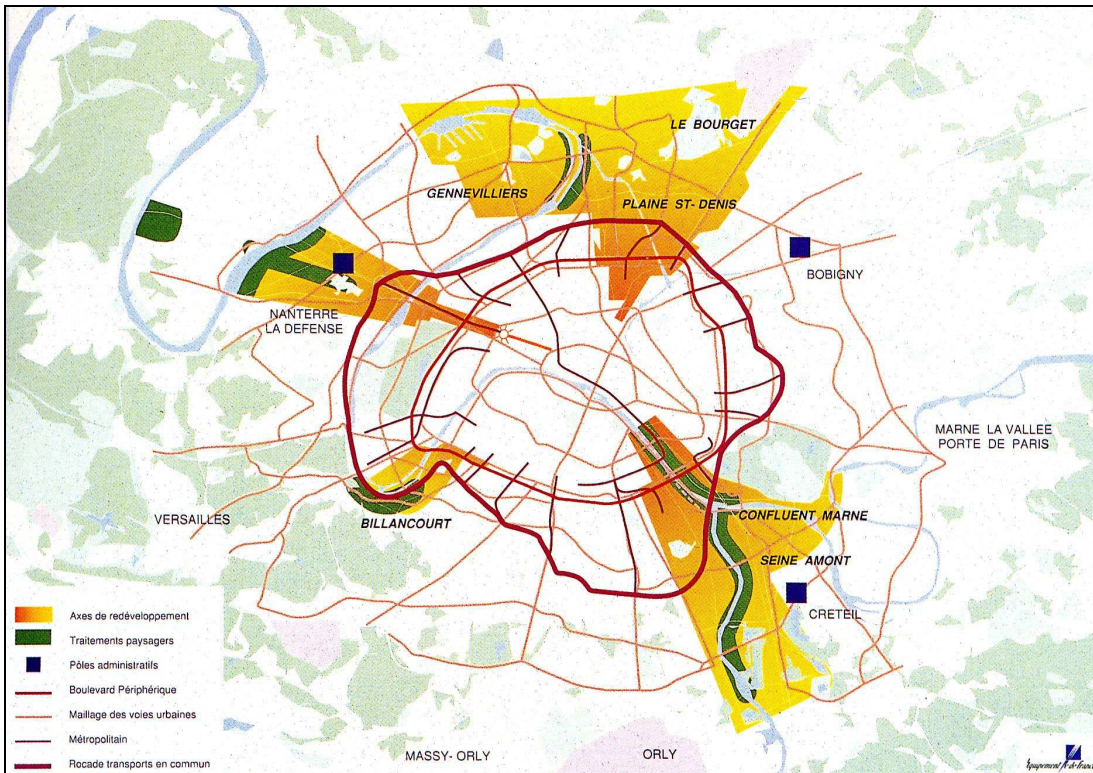 LE BOURGET
GENNEVILLIERS
PLAINE ST-DENIS
BOBIGNY
NANTERRE
LA DEFENSE
MARNE LA VALLEE
PORTE DE PARIS
VERSAILLES
BILLANCOURT
CONFLUENT MARNE
SEINE AMONT
CRETEIL
Axes de redéveloppement
Traitements paysagers
Pôles administratifs
Boulevard Périphérique
Maillage des voies urbaines
Métropolitain
Rocade transports en commun
MASSY- ORLY
ORLY